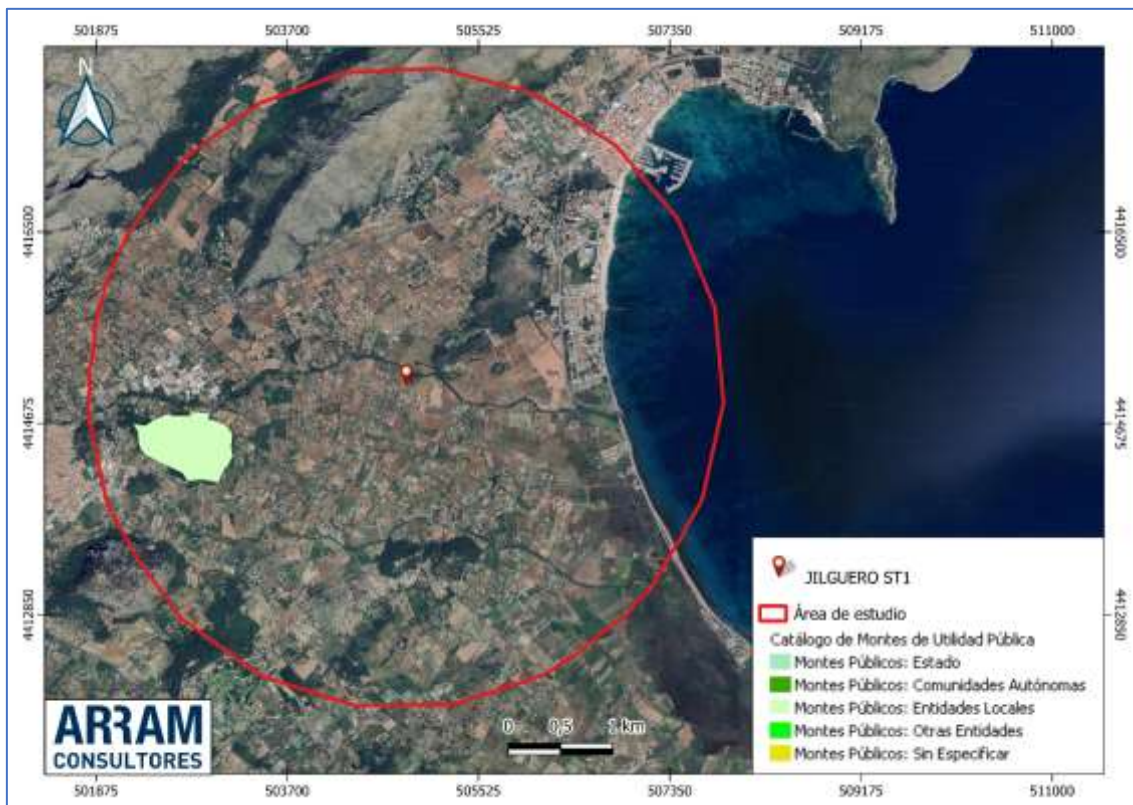 501875 503700 505525 507350 509175 511000
N
4416500 4416500
4414675 4414675
4412850 4412850
JILGUERO ST1
Área de estudio
Catálogo de Montes de Utilidad Pública
Montes Públicos: Estado
Montes Públicos: Comunidades Autónomas
Montes Públicos: Entidades Locales
Montes Públicos: Otras Entidades
Montes Públicos: Sin Especificar
0 0,5 1 km
ARRAM
CONSULTORES
501875 503700 505525 507350 509175 511000